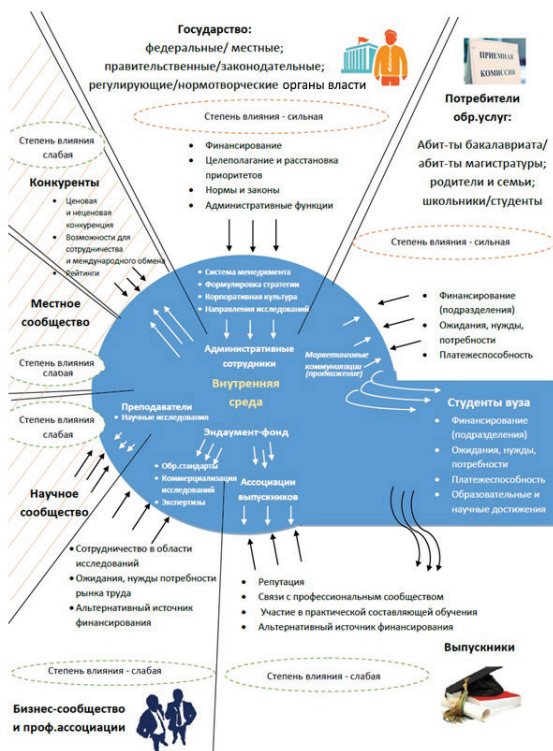 Государство:
федеральные/ местные;
правительственные/законодательные;
регулирующие/нормотворческие органы власти
Степень влияния - сильная
Финансирование
Целеполагание и расстановка
приоритетов
Нормы и законы
Административные функции
ПРИЕМНАЯ
КОМИССИЯ
Потребители
обр.услуг:
Абит-ты бакалавриата/
абит-ты магистратуры;
родители и семьи;
школьники/студенты
Степень влияния - сильная
Финансирование
(подразделения)
Ожидания, нужды,
потребности
Платежеспособность
Степень влияния
слабая
Конкуренты
Ценовая
и неценовая
конкуренция
Возможности для
сотрудничества
и международного обмена
Рейтинги
Местное
сообщество
Степень влияния
слабая
Степень влияния
слабая
Научное
сообщество
Система менеджмента
Формулировка стратегии
Корпоративная культура
Направления исследований
Административные
сотрудники
Маркетинговые
коммуникации
(продвижение)
Внутренняя
среда
Преподаватели
Научные исследования
Эндаумент-фонд
Обр.стандарты
Коммерциализация
исследований
Экспертизы
Ассоциации
выпускников
Студенты вуза
Финансирование
(подразделения)
Ожидания, нужды,
потребности
Платежеспособность
Образовательные и
научные достижения
Сотрудничество в области
исследований
Ожидания, нужды потребности
рынка труда
Альтернативный источник
финансирования
Репутация
Связи с профессиональным сообществом
Участие в практической составляющей обучения
Альтернативный источник финансирования
Степень влияния - слабая
Бизнес-сообщество
и проф.ассоциации
Степень влияния - слабая
Выпускники